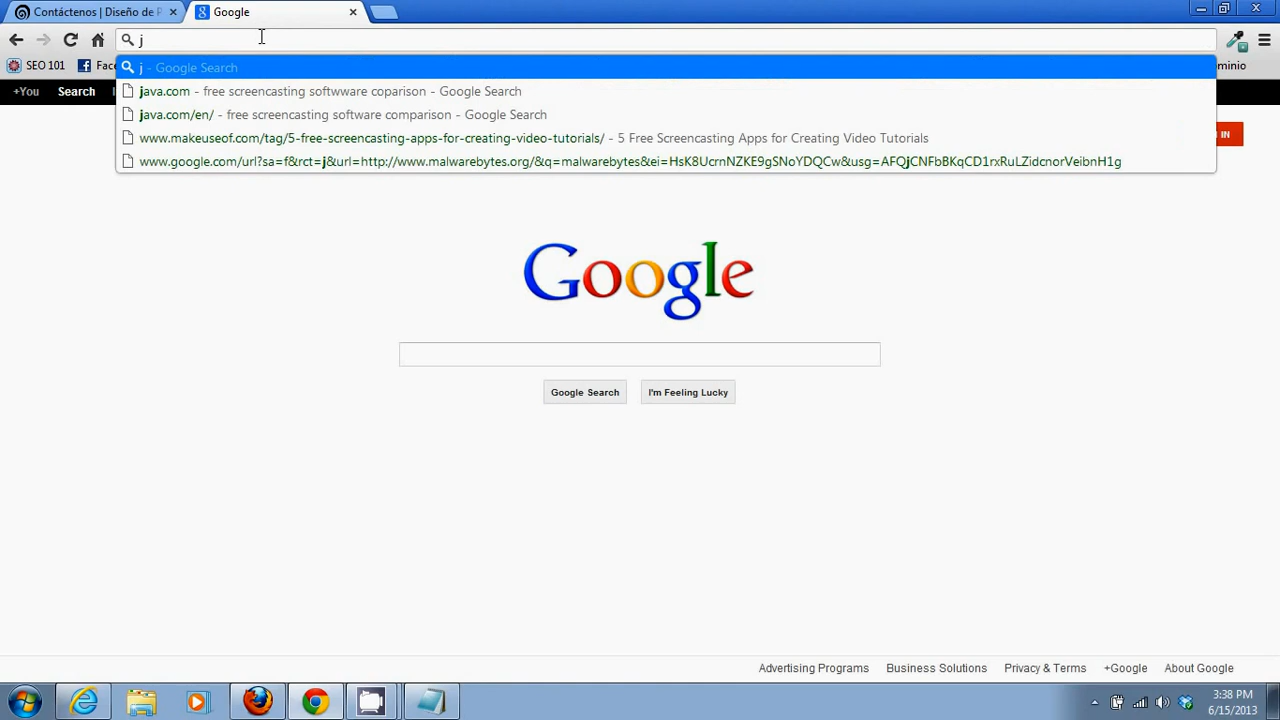 Contáctenos | Diseño de P
Google
j
SEO 101
Face
ominio
j - Google Search
java.com - free screencasting softwware coparison - Google Search
java.com/en/ - free screencasting software comparison - Google Search
www.makeuseof.com/tag/5-free-screencasting-apps-for-creating-video-tutorials/ - 5 Free Screencasting Apps for Creating Video Tutorials
www.google.com/url?sa=f&rct=j&url=http://www.malwarebytes.org/&q=malwarebytes&ei=HsK8UcrnNZKE9gSNoYDQCw&usg=AFQjCNFbBKqCD1rxRuLZidcnorVeibnH1g
+You
Search
IN
Google
Google Search
I'm Feeling Lucky
Advertising Programs
Business Solutions
Privacy & Terms
+Google
About Google
3:38 PM
6/15/2013